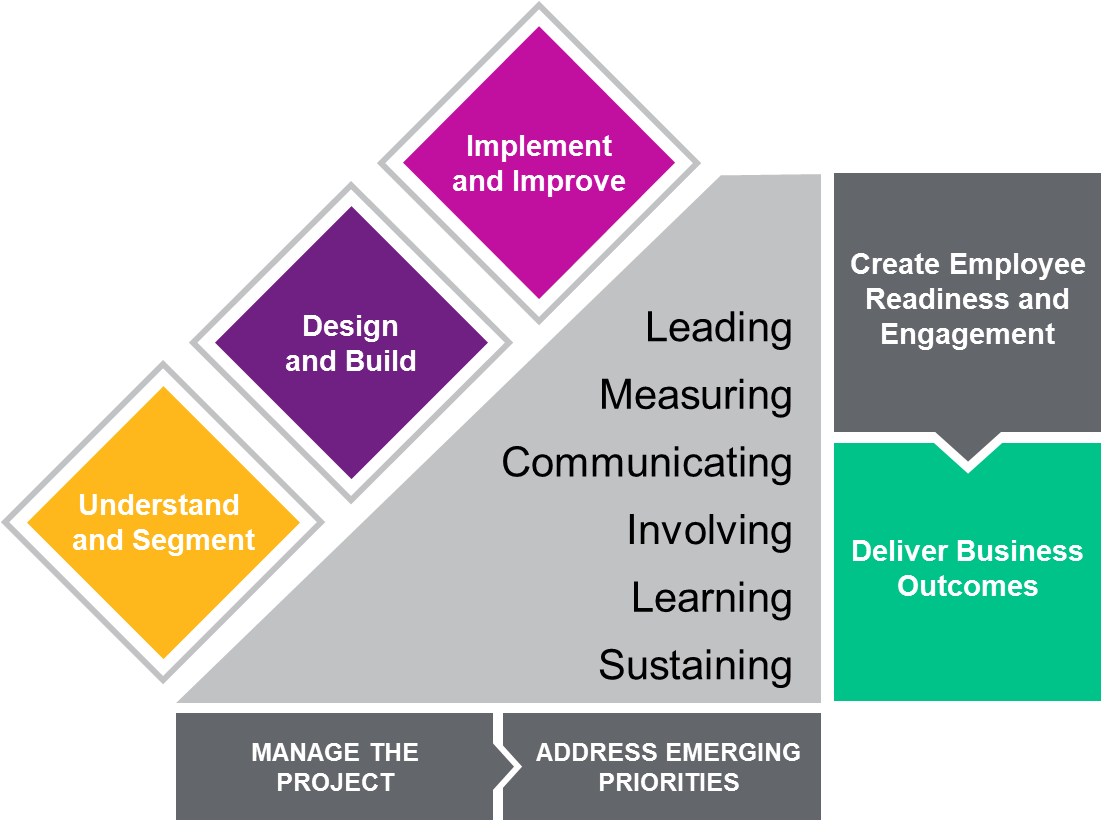 Implement
and Improve
Design
and Build
Understand
and Segment
Leading
Measuring
Communicating
Involving
Learning
Sustaining
Create Employee
Readiness and
Engagement
Deliver Business
Outcomes
MANAGE THE
PROJECT
ADDRESS EMERGING
PRIORITIES